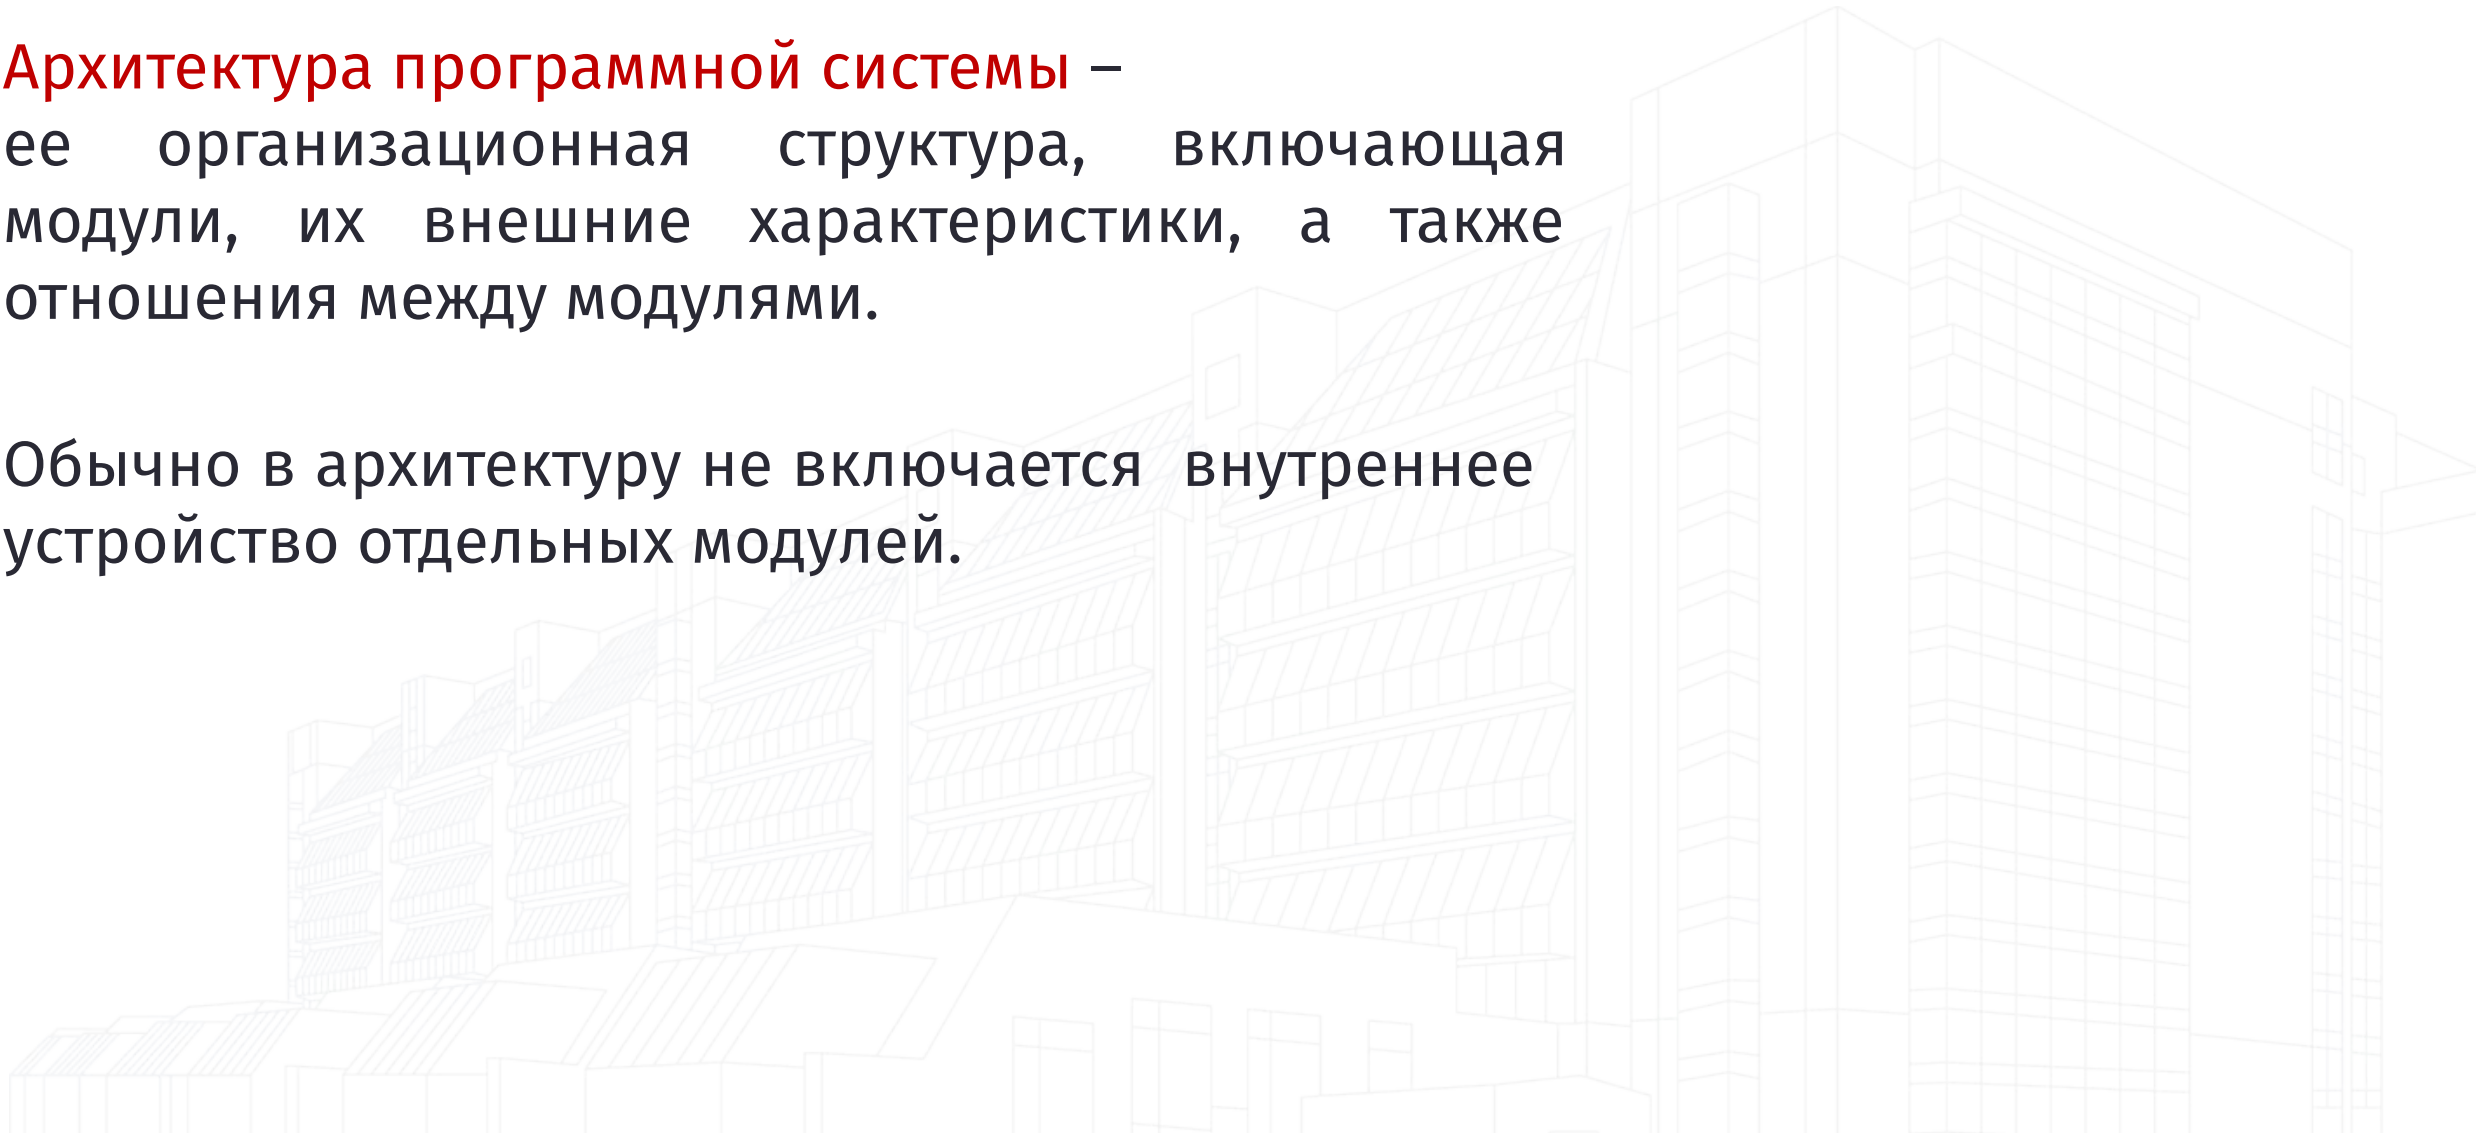 Архитектура программной системы –
ее организационная структура, включающая
модули, их внешние характеристики, а также
отношения между модулями.
Обычно в архитектуру не включается внутреннее
устройство отдельных модулей.